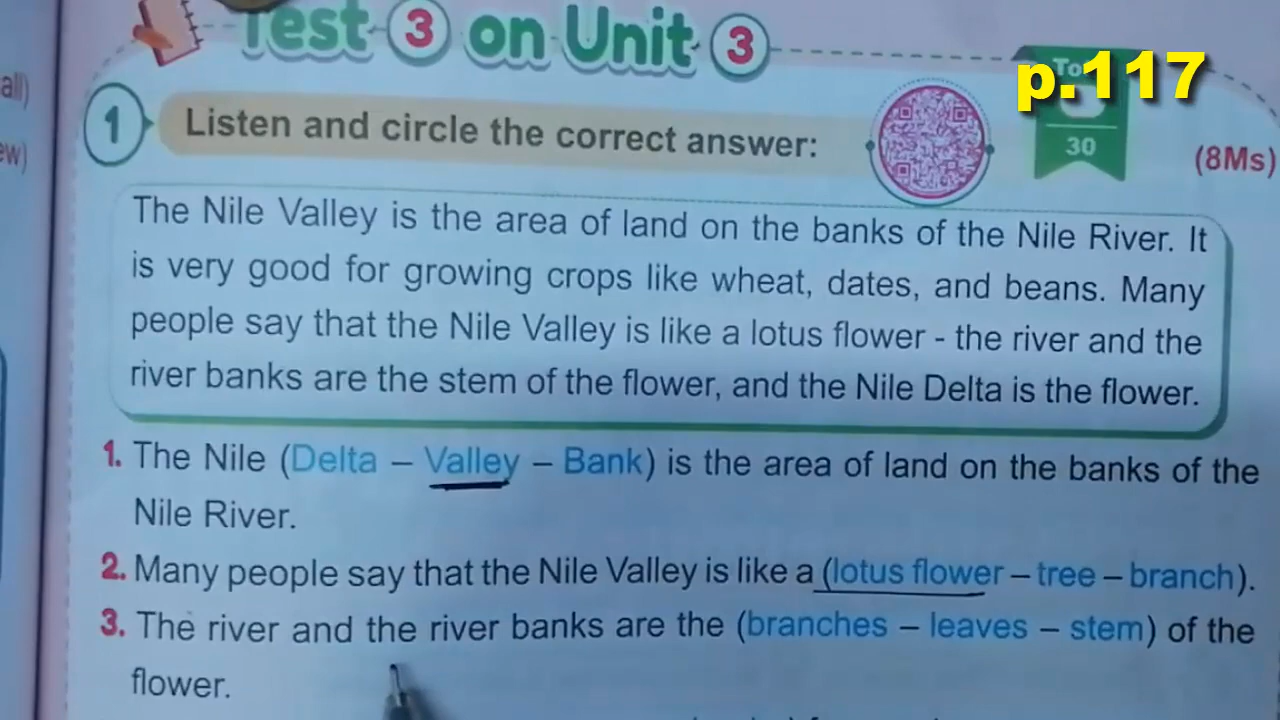 all)
ew)
Test 3 on Unit 3
p.117
30
1 Listen and circle the correct answer:
(8Ms)
The Nile Valley is the area of land on the banks of the Nile River. It
is very good for growing crops like wheat, dates, and beans. Many
people say that the Nile Valley is like a lotus flower - the river and the
river banks are the stem of the flower, and the Nile Delta is the flower.
1. The Nile (Delta – Valley – Bank) is the area of land on the banks of the
Nile River.
2. Many people say that the Nile Valley is like a (lotus flower – tree – branch).
3. The river and the river banks are the (branches – leaves – stem) of the
flower.